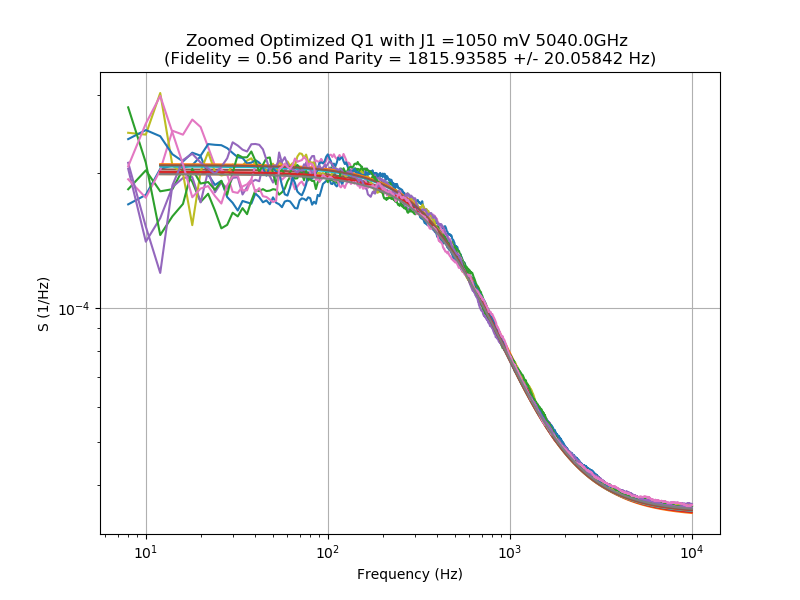 Zoomed Optimized Q1 with J1 =1050 mV 5040.0GHz
(Fidelity = 0.56 and Parity = 1815.93585 +/- 20.05842 Hz)
S (1/Hz)
10⁻⁴
10¹ 10² 10³ 10⁴
Frequency (Hz)